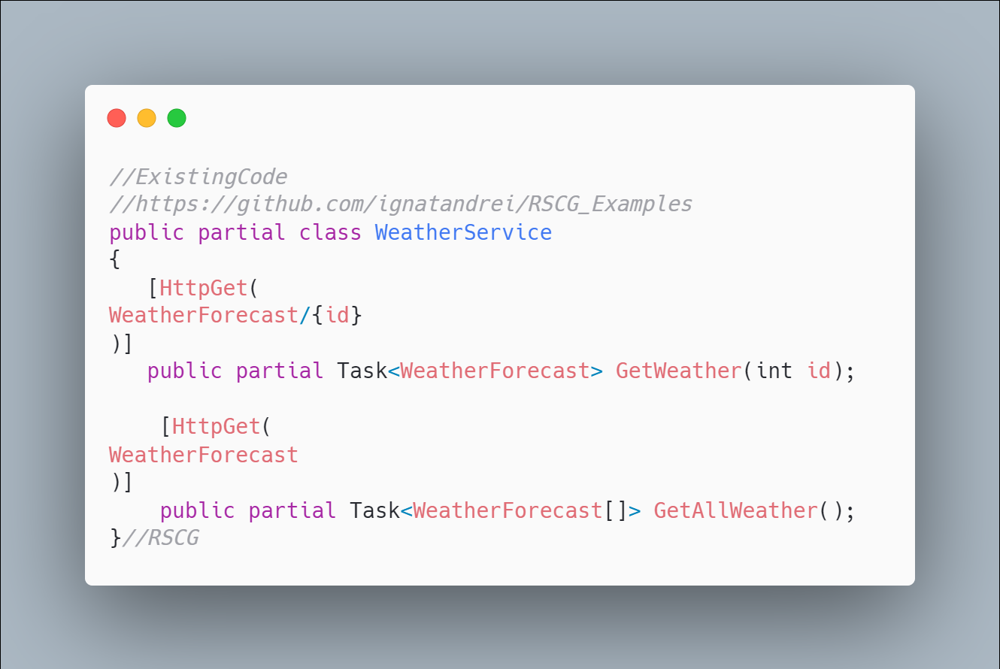 //ExistingCode
//https://github.com/ignatandrei/RSCG_Examples
public partial class WeatherService
{
   [HttpGet(
WeatherForecast/{id}
)]
   public partial Task<WeatherForecast> GetWeather(int id);

    [HttpGet(
WeatherForecast
)]
    public partial Task<WeatherForecast[]> GetAllWeather();
}//RSCG